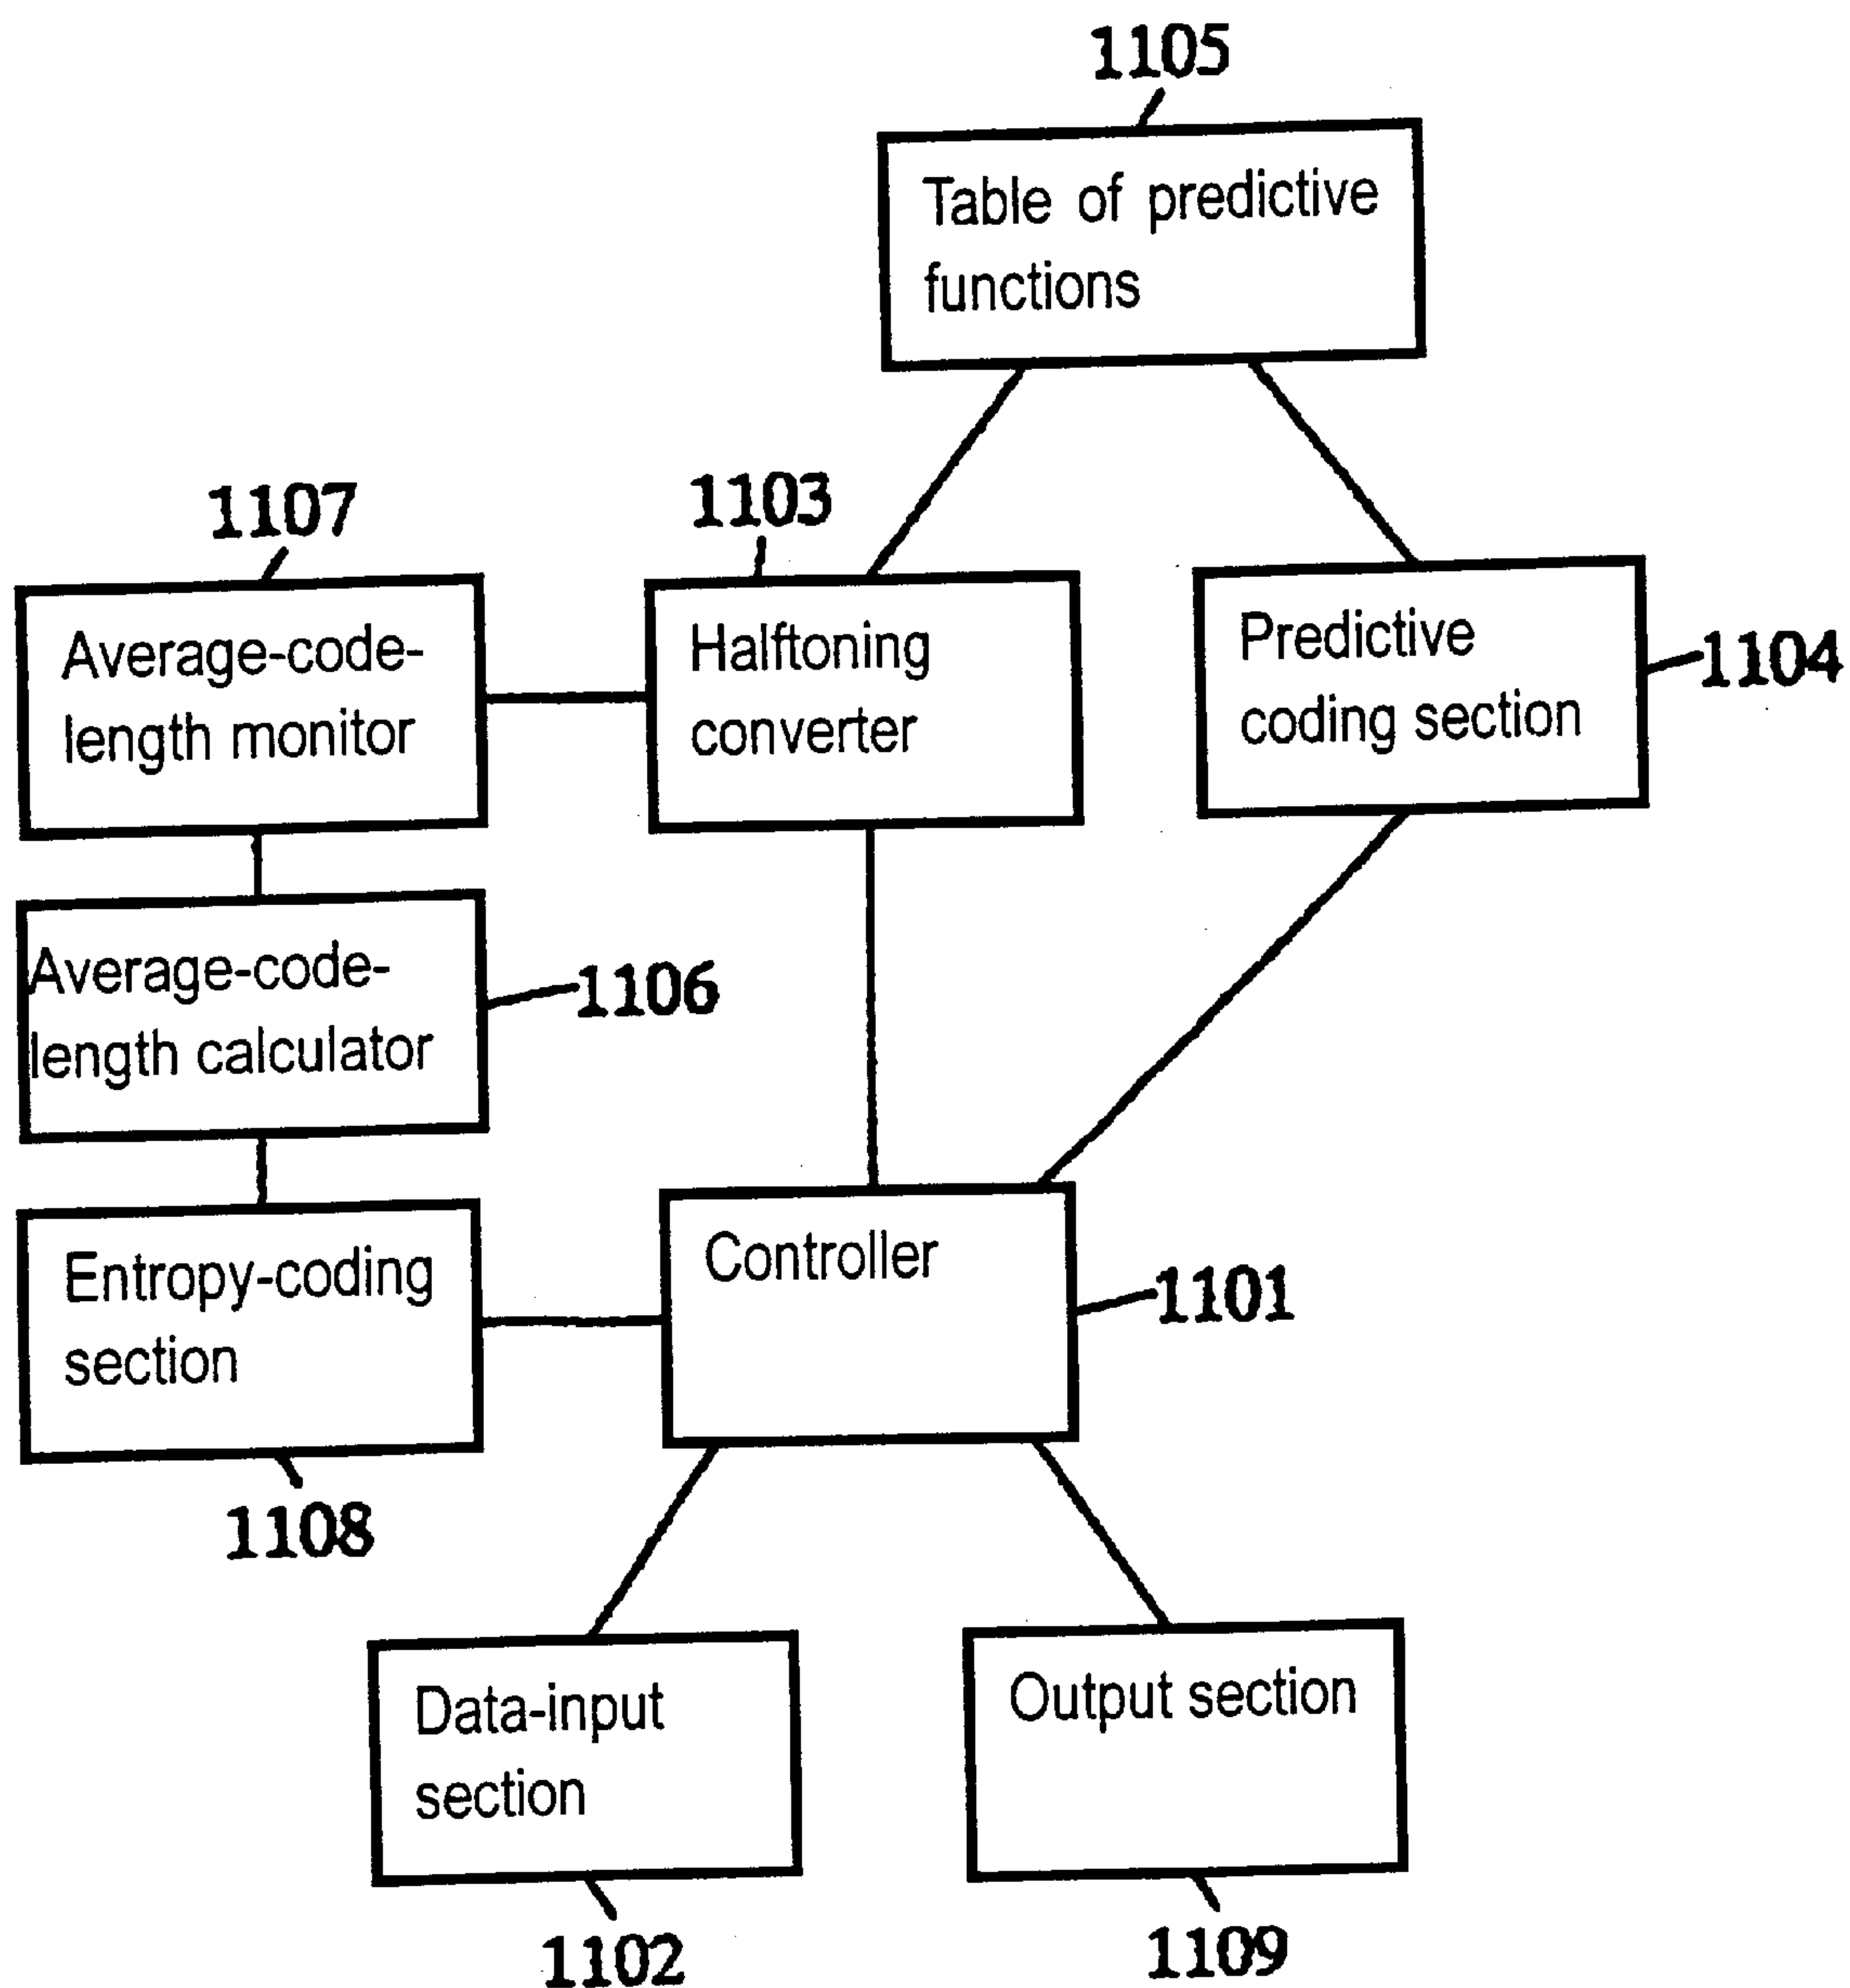 1105
Table of predictive
functions
1107
1103
Average-code-
length monitor
Halftoning
converter
Predictive
coding section
1104
Average-code-
length calculator
1106
Entropy-coding
section
Controller
1101
1108
Data-input
section
Output section
1102
1109